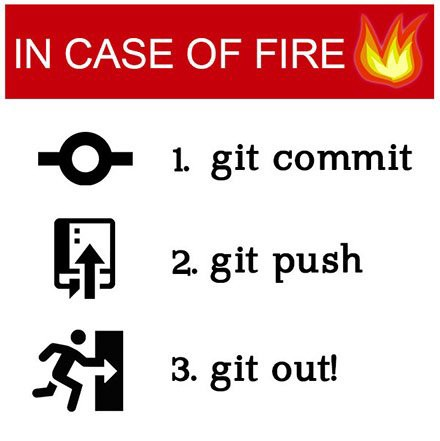 IN CASE OF FIRE
1. git commit
2. git push
3. git out!